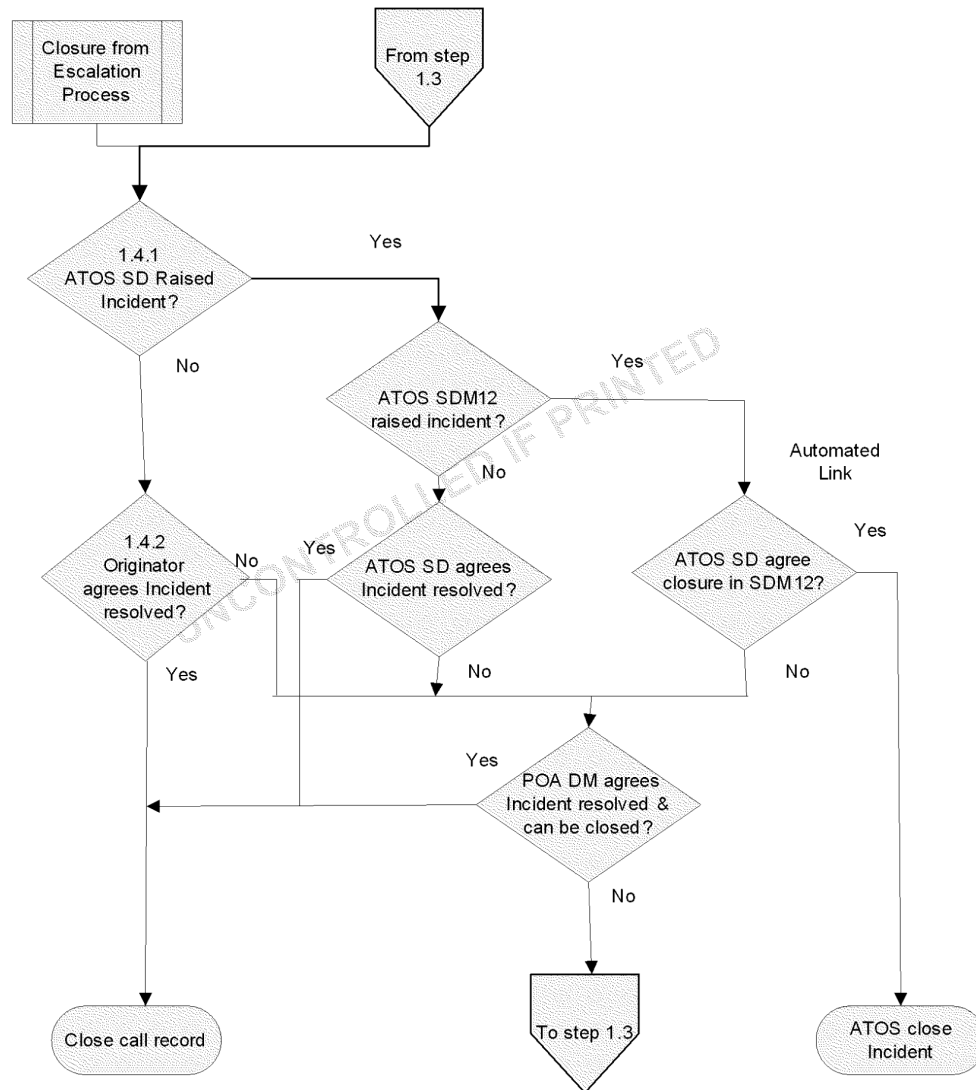 Closure from
Escalation
Process
From step
1.3
1.4.1
ATOS SD Raised
Incident?
Yes
No
ATOS SDM12
raised incident?
Yes
No
Automated
Link
1.4.2
Originator
agrees Incident
resolved?
No
Yes
Yes
ATOS SD agrees
Incident resolved?
No
ATOS SD agree
closure in SDM12?
Yes
No
UNCONTROLLED IF PRINTED
Yes
POA DM agrees
Incident resolved &
can be closed?
No
Close call record
To step 1.3
ATOS close
Incident